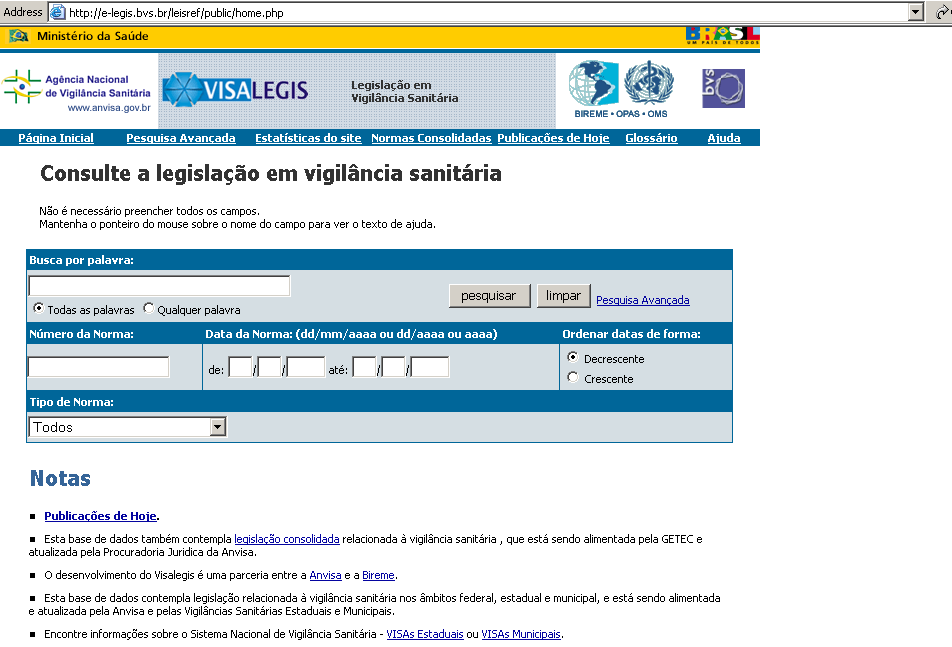 Address http://e-legis.bvs.br/leisref/public/home.php
Ministério da Saúde
BRASIL
UM PAÍS DE TODOS
Agência Nacional
de Vigilância Sanitária
www.anvisa.gov.br
VISALEGIS
Legislação em
Vigilância Sanitária
BIREME • OPAS • OMS
bvs
Página Inicial Pesquisa Avançada Estatísticas do site Normas Consolidadas Publicações de Hoje Glossário Ajuda
Consulte a legislação em vigilância sanitária
Não é necessário preencher todos os campos.
Mantenha o ponteiro do mouse sobre o nome do campo para ver o texto de ajuda.
Busca por palavra:
pesquisar limpar Pesquisa Avançada
Todas as palavras Qualquer palavra
Número da Norma: Data da Norma: (dd/mm/aaaa ou dd/aaaa ou aaaa) Ordenar datas de forma:
de: / / até: / / Decrescente
Crescente
Tipo de Norma:
Todos
Notas
Publicações de Hoje.
Esta base de dados também contempla legislação consolidada relacionada à vigilância sanitária , que está sendo alimentada pela GETEC e
atualizada pela Procuradoria Juridica da Anvisa.
O desenvolvimento do Visalegis é uma parceria entre a Anvisa e a Bireme.
Esta base de dados contempla legislação relacionada à vigilância sanitária nos âmbitos federal, estadual e municipal, e está sendo alimentada
e atualizada pela Anvisa e pelas Vigilâncias Sanitárias Estaduais e Municipais.
Encontre informações sobre o Sistema Nacional de Vigilância Sanitária - VISAs Estaduais ou VISAs Municipais.